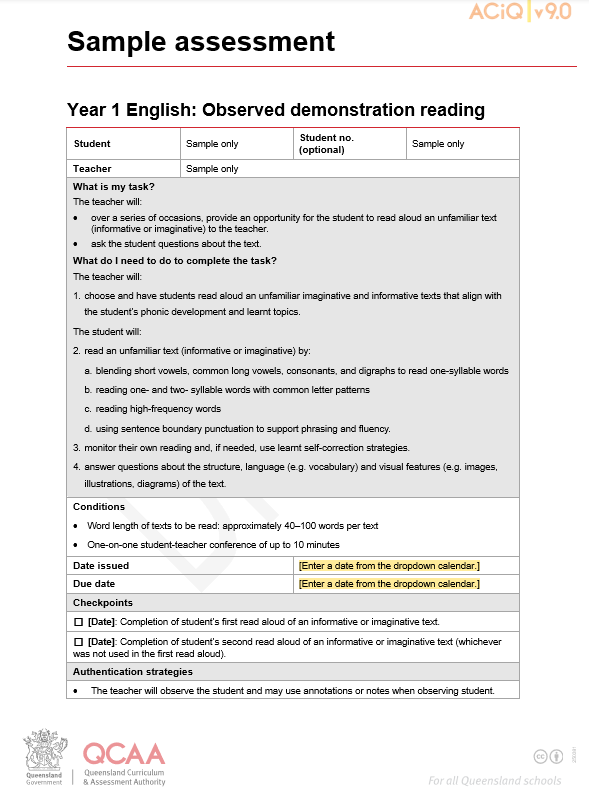 ACiQ | v9.0
Sample assessment
Year 1 English: Observed demonstration reading
Student Sample only Student no. (optional) Sample only
Teacher Sample only
What is my task?
The teacher will:
• over a series of occasions, provide an opportunity for the student to read aloud an unfamiliar text
(informative or imaginative) to the teacher.
• ask the student questions about the text.
What do I need to do to complete the task?
The teacher will:
1. choose and have students read aloud an unfamiliar imaginative and informative texts that align with
the student's phonic development and learnt topics.
The student will:
2. read an unfamiliar text (informative or imaginative) by:
a. blending short vowels, common long vowels, consonants, and digraphs to read one-syllable words
b. reading one- and two- syllable words with common letter patterns
c. reading high-frequency words
d. using sentence boundary punctuation to support phrasing and fluency.
3. monitor their own reading and, if needed, use learnt self-correction strategies.
4. answer questions about the structure, language (e.g. vocabulary) and visual features (e.g. images,
illustrations, diagrams) of the text.
Conditions
• Word length of texts to be read: approximately 40–100 words per text
• One-on-one student-teacher conference of up to 10 minutes
Date issued [Enter a date from the dropdown calendar.]
Due date [Enter a date from the dropdown calendar.]
Checkpoints
☐ [Date]: Completion of student's first read aloud of an informative or imaginative text.
☐ [Date]: Completion of student's second read aloud of an informative or imaginative text (whichever
was not used in the first read aloud).
Authentication strategies
• The teacher will observe the student and may use annotations or notes when observing student.
Queensland
Government
QCAA
Queensland Curriculum
& Assessment Authority
cc
For all Queensland schools